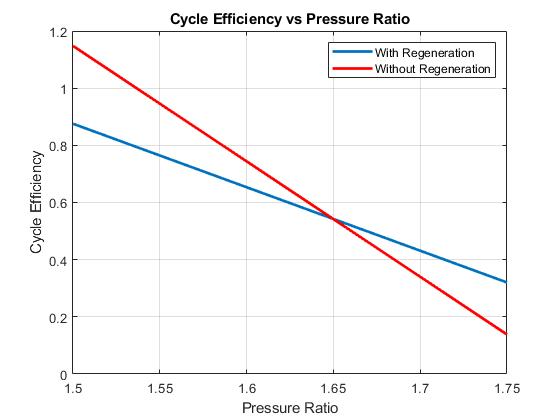 Cycle Efficiency vs Pressure Ratio
With Regeneration
Without Regeneration
Cycle Efficiency
1.2
1
0.8
0.6
0.4
0.2
0
1.5
1.55
1.6
1.65
1.7
1.75
Pressure Ratio